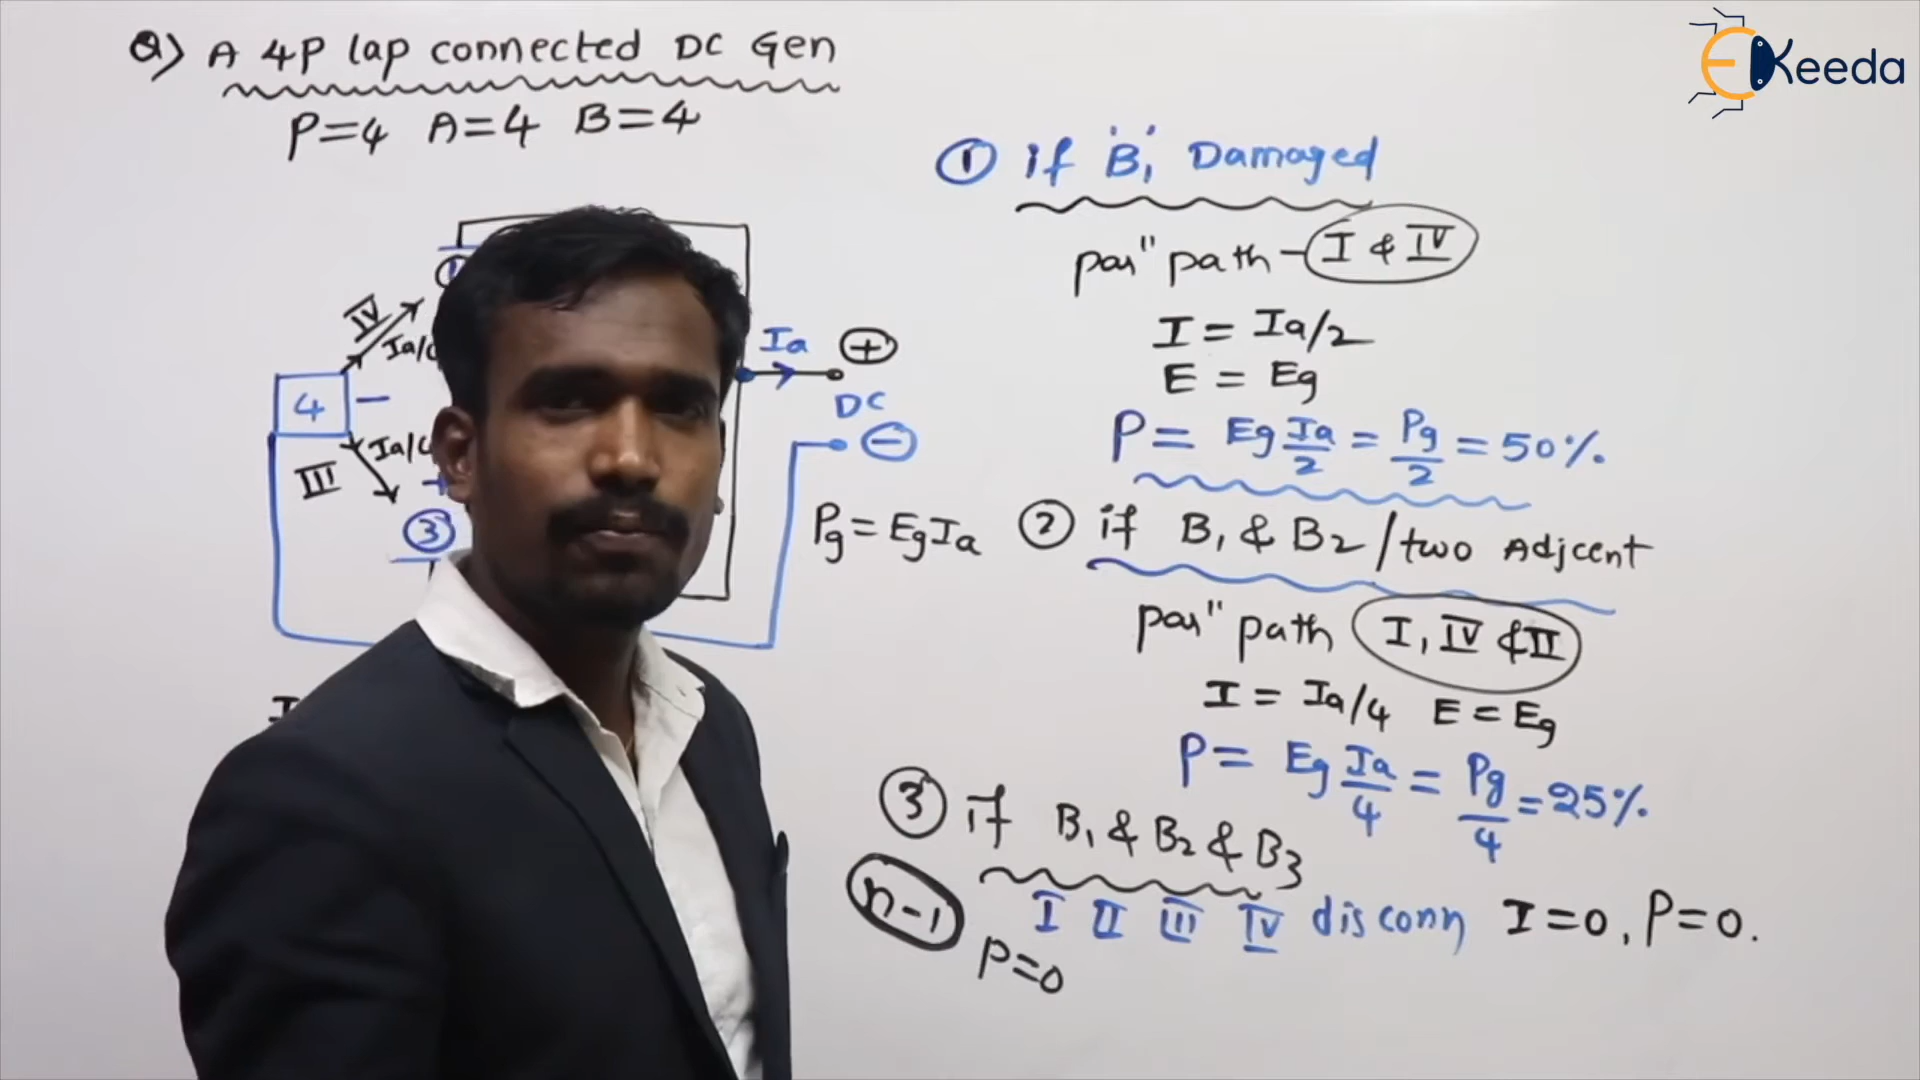 Q) A 4P lap connected DC Gen
P=4 A=4 B=4
EKeeda
① if 'B₁' Damaged
par" path - I & IV
I = Ia/2
E = Eg
P = Eg Ia/2 = Pg/2 = 50%.
② if B₁ & B₂ / two Adjcent
par" path I, IV & II
I = Ia/4 E = Eg
P = Eg Ia/4 = Pg/4 = 25%.
③ if B₁ & B₂ & B₃
n-1
I II III IV disconn I=0, P=0.
P=0
IV
Ia
+
4 −
DC
−
III
③
Pg = EgIa